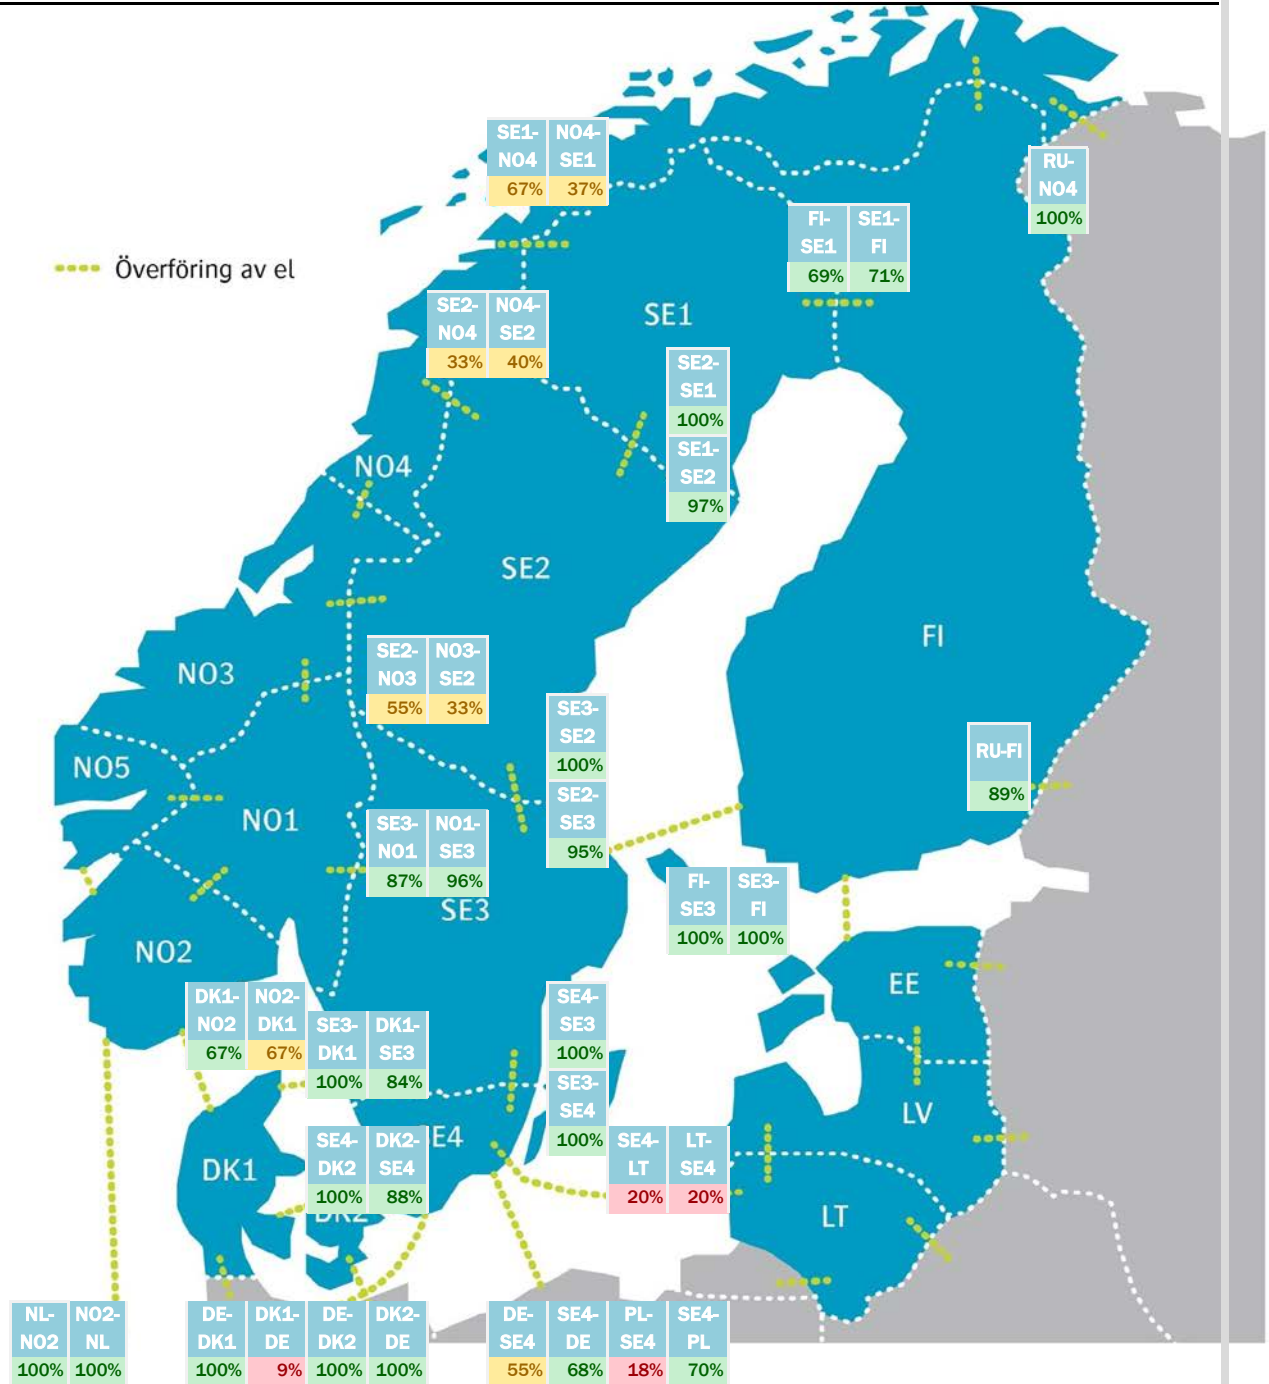 SE1- NO4-
NO4 SE1
67% 37%
RU-
NO4
100%
FI- SE1-
SE1 FI
69% 71%
Överföring av el
SE2- NO4-
NO4 SE2
33% 40%
SE1
SE2-
SE1
100%
SE1-
SE2
97%
NO4
SE2
FI
NO3
SE2- NO3-
NO3 SE2
55% 33%
SE3-
SE2
100%
SE2-
SE3
95%
RU-FI
89%
NO5
NO1
SE3- NO1-
NO1 SE3
87% 96%
SE3
FI- SE3-
SE3 FI
100% 100%
NO2
EE
DK1- NO2-
NO2 DK1
67% 67%
SE3- DK1-
DK1 SE3
100% 84%
SE4-
SE3
100%
SE3-
SE4
100%
LV
SE4- DK2-
DK2 SE4
100% 88%
E4
SE4- LT-
LT SE4
20% 20%
DK1
DK2
LT
NL- NO2-
NO2 NL
100% 100%
DE- DK1- DE- DK2-
DK1 DE DK2 DE
100% 9% 100% 100%
DE- SE4- PL- SE4-
SE4 DE SE4 PL
55% 68% 18% 70%